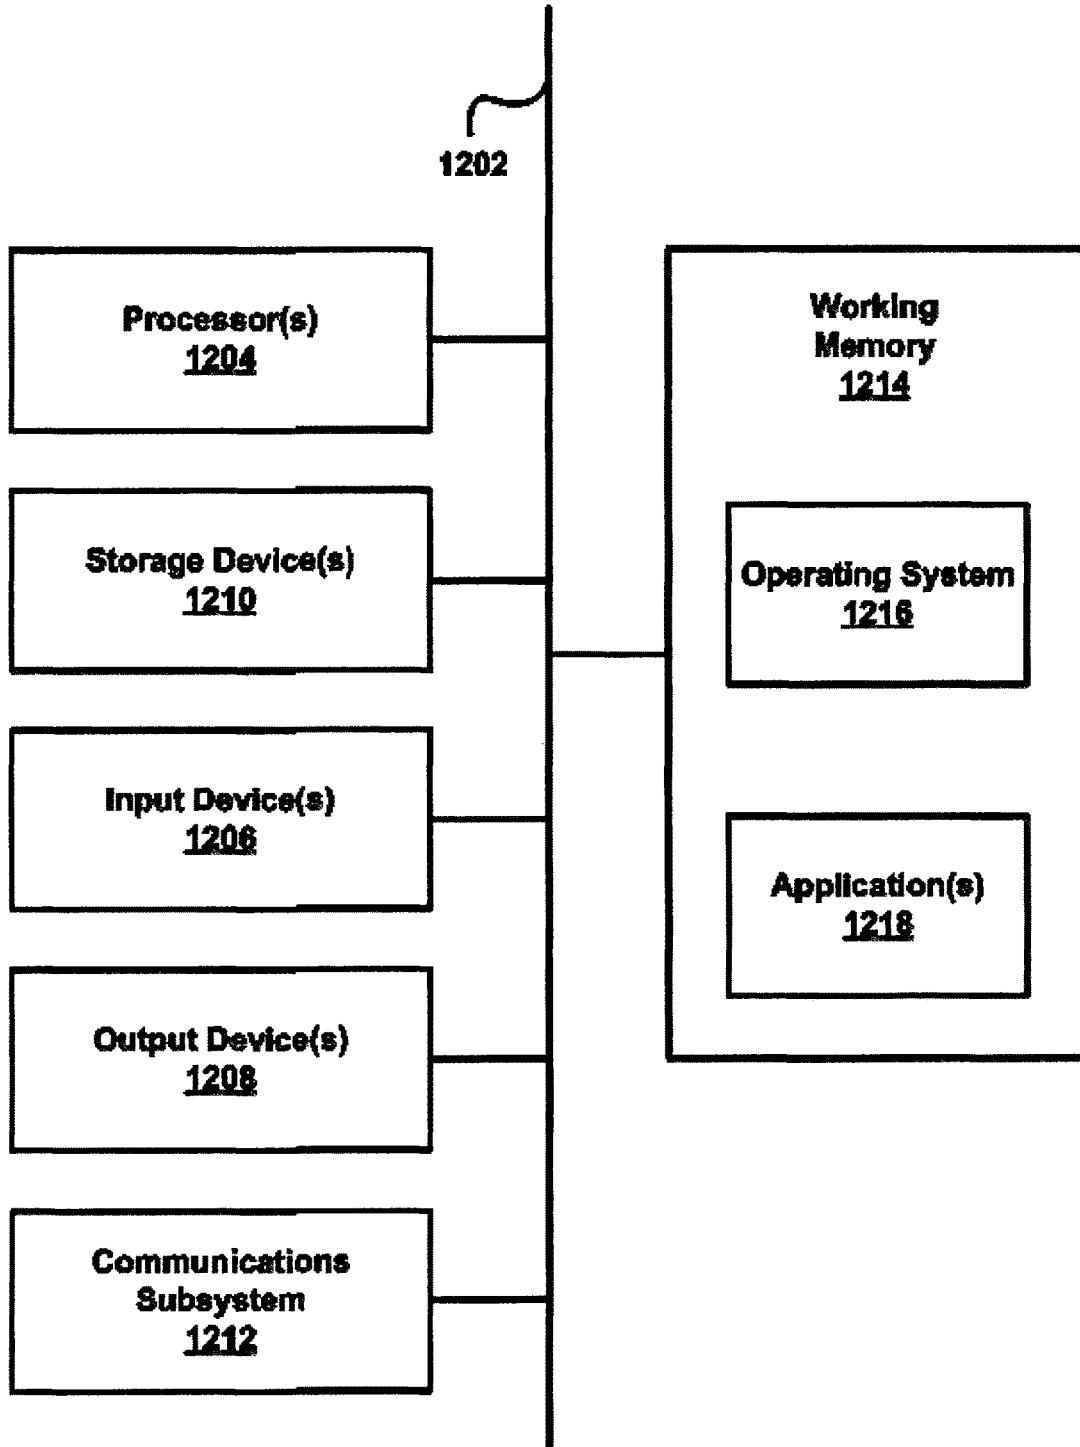 1202
Processor(s)
1204
Storage Device(s)
1210
Input Device(s)
1206
Output Device(s)
1208
Communications
Subsystem
1212
Working
Memory
1214
Operating System
1216
Application(s)
1218